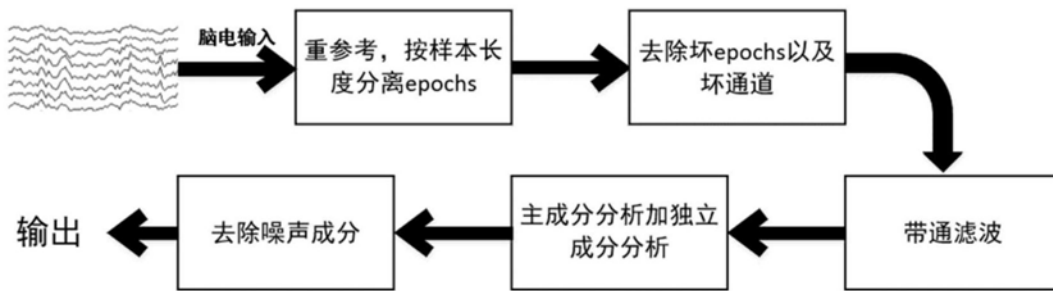 脑电输入
重参考，按样本长
度分离epochs
去除坏epochs以及
坏通道
带通滤波
主成分分析加独立
成分分析
去除噪声成分
输出